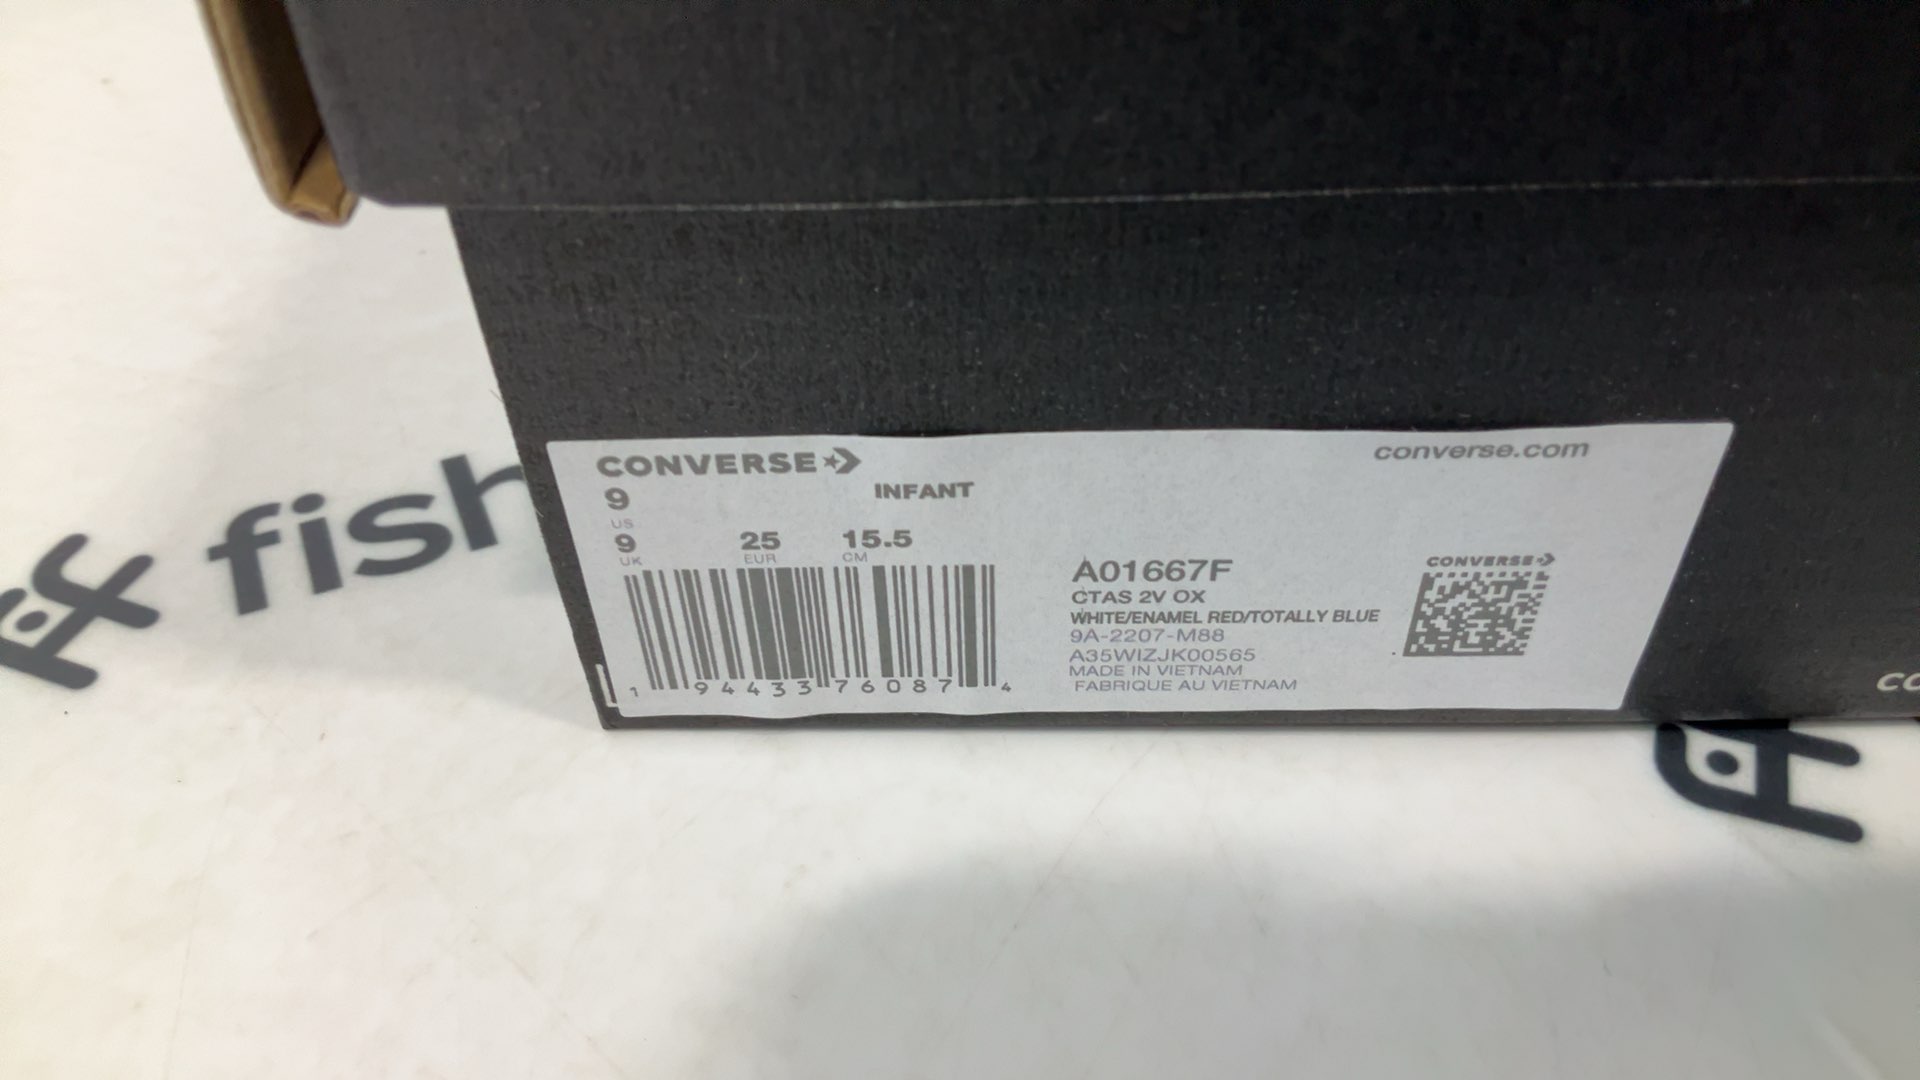 fish
CONVERSE
converse.com
9
INFANT
US
9 25 15.5
UK EUR CM
1 94433 76087 4
A01667F
CTAS 2V OX
WHITE/ENAMEL RED/TOTALLY BLUE
9A-2207-M88
A35WIZJK00565
MADE IN VIETNAM
FABRIQUE AU VIETNAM
CONVERSE
co